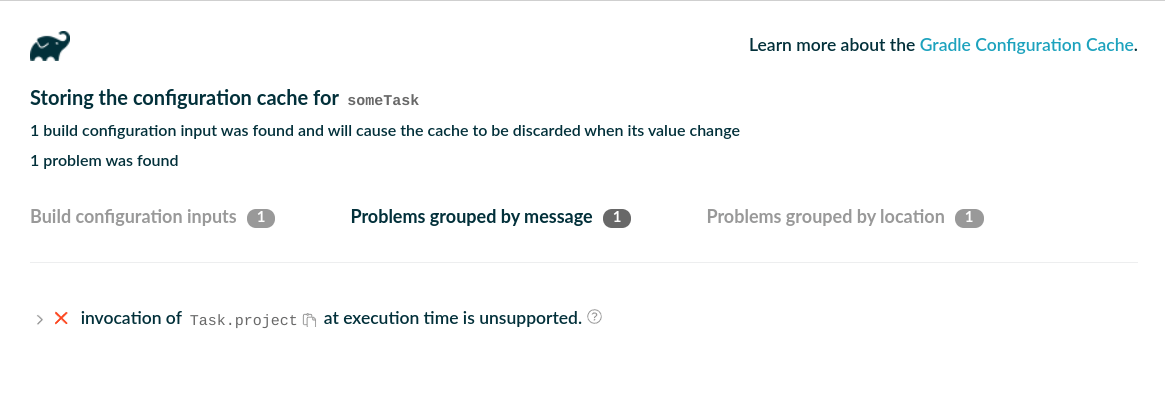 Learn more about the Gradle Configuration Cache.
Storing the configuration cache for someTask
1 build configuration input was found and will cause the cache to be discarded when its value change
1 problem was found
Build configuration inputs 1 Problems grouped by message 1 Problems grouped by location 1
invocation of Task.project at execution time is unsupported. ?